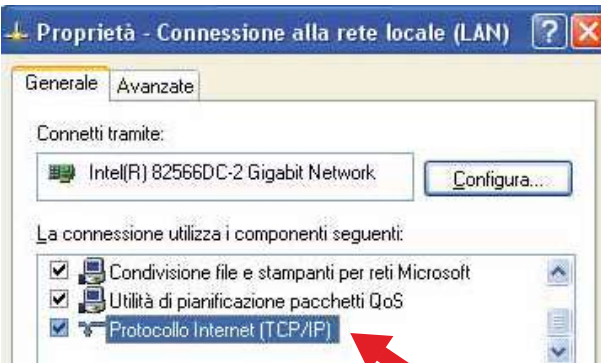 Proprietà - Connessione alla rete locale (LAN)
Generale Avanzate
Connetti tramite:
Intel(R) 82566DC-2 Gigabit Network Configura...
La connessione utilizza i componenti seguenti:
Condivisione file e stampanti per reti Microsoft
Utilità di pianificazione pacchetti QoS
Protocollo Internet (TCP/IP)